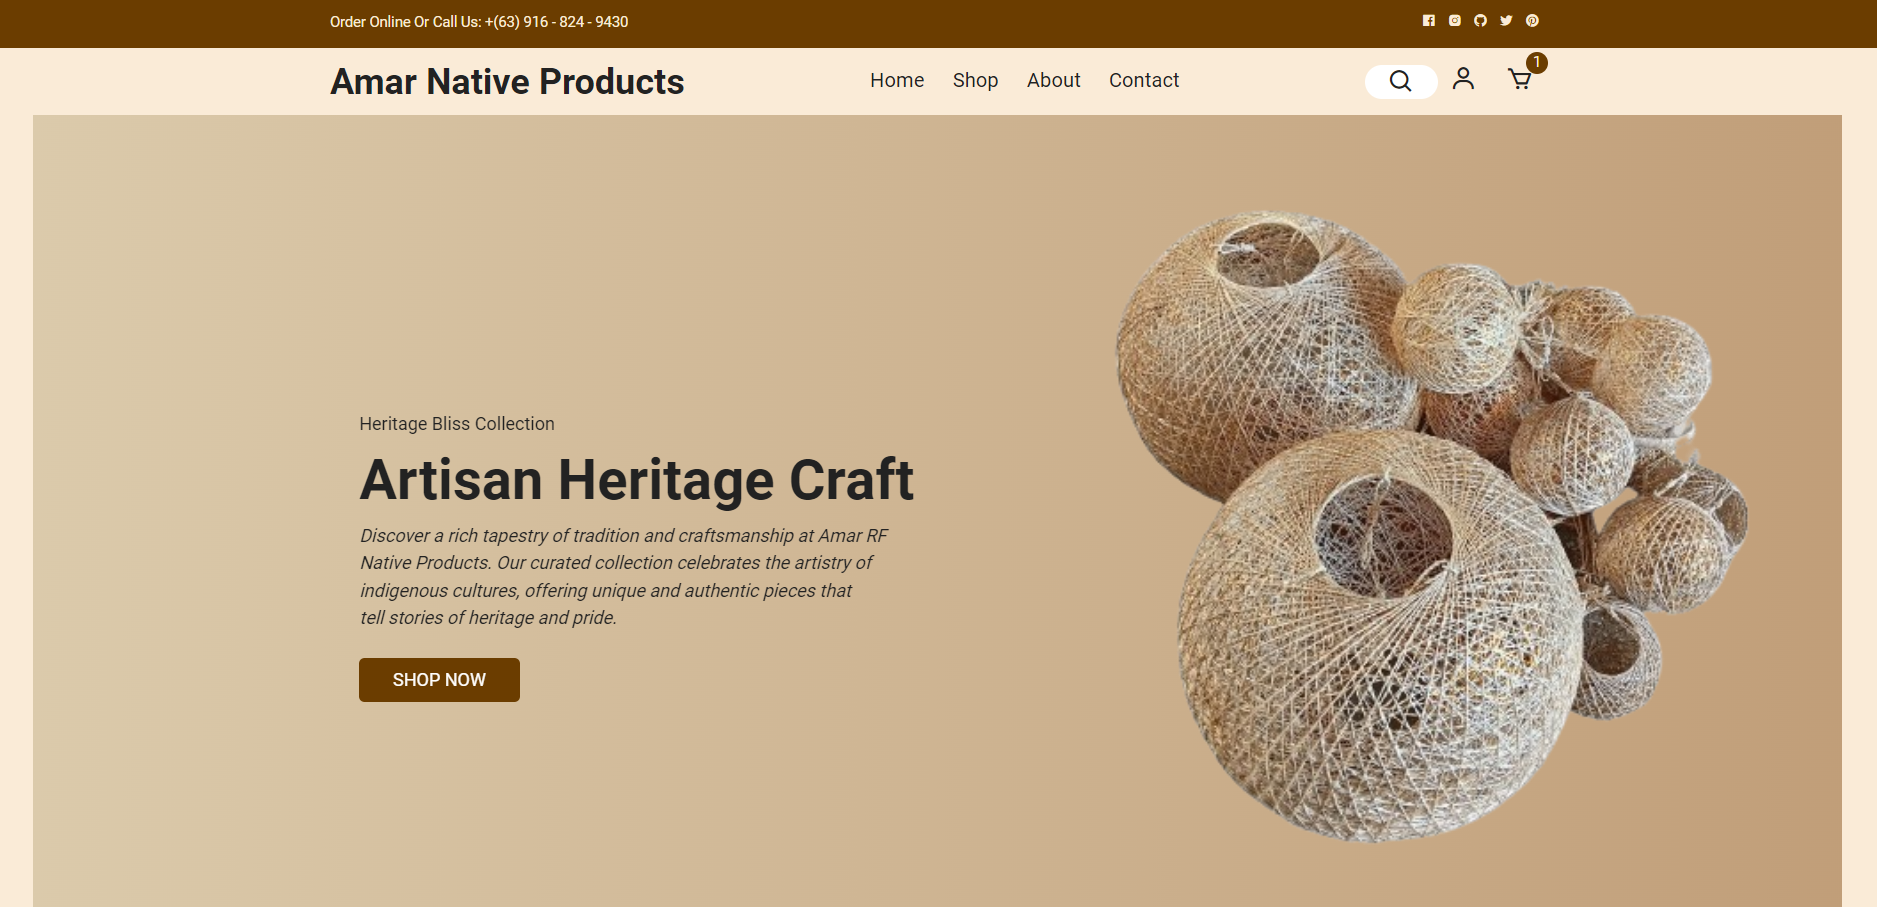 Order Online Or Call Us: +(63) 916 - 824 - 9430
Amar Native Products
Home Shop About Contact
1
Heritage Bliss Collection
Artisan Heritage Craft
Discover a rich tapestry of tradition and craftsmanship at Amar RF
Native Products. Our curated collection celebrates the artistry of
indigenous cultures, offering unique and authentic pieces that
tell stories of heritage and pride.
SHOP NOW